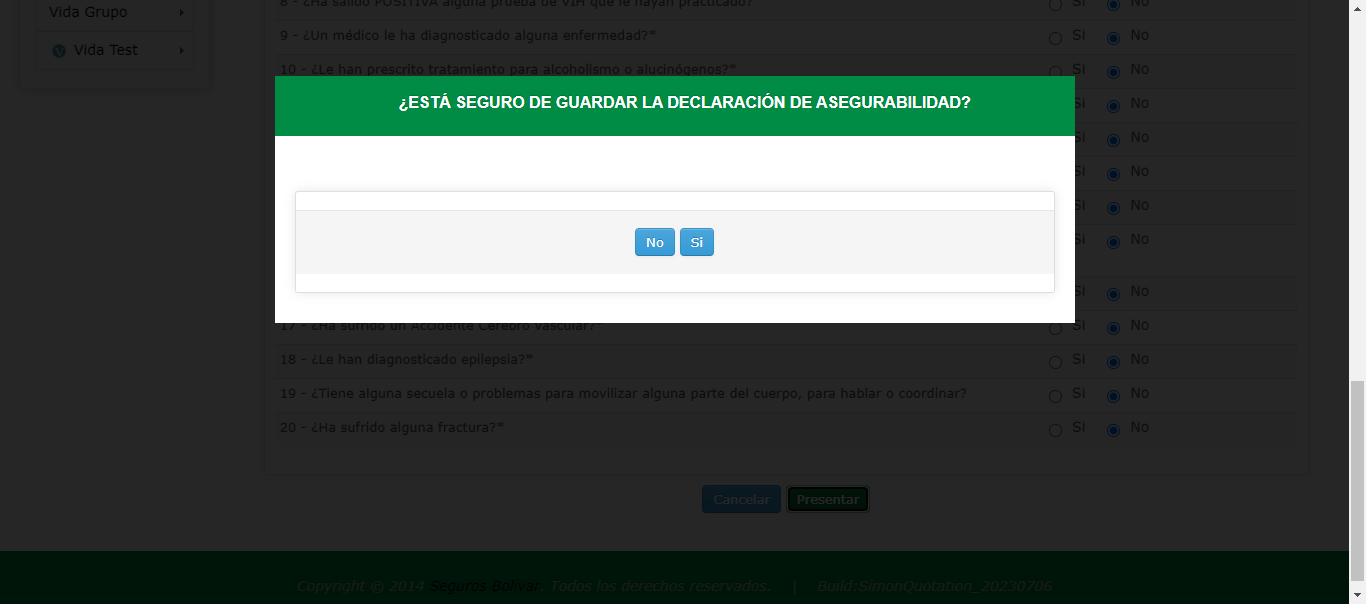 Vida Grupo
Vida Test
8 - ¿Ha salido POSITIVA alguna prueba de VIH que le hayan practicado? Si No
9 - ¿Un médico le ha diagnosticado alguna enfermedad?* Si No
10 - ¿Le han prescrito tratamiento para alcoholismo o alucinógenos?* Si No
¿ESTÁ SEGURO DE GUARDAR LA DECLARACIÓN DE ASEGURABILIDAD?
Si No
Si No
Si No
Si No
Si No
No Si
Si No
17 - ¿Ha sufrido un Accidente Cerebro Vascular?* Si No
18 - ¿Le han diagnosticado epilepsia?* Si No
19 - ¿Tiene alguna secuela o problemas para movilizar alguna parte del cuerpo, para hablar o coordinar? Si No
20 - ¿Ha sufrido alguna fractura?* Si No
Cancelar Presentar
Copyright © 2014 Seguros Bolivar. Todos los derechos reservados. | Build:SimonQuotation_20230706